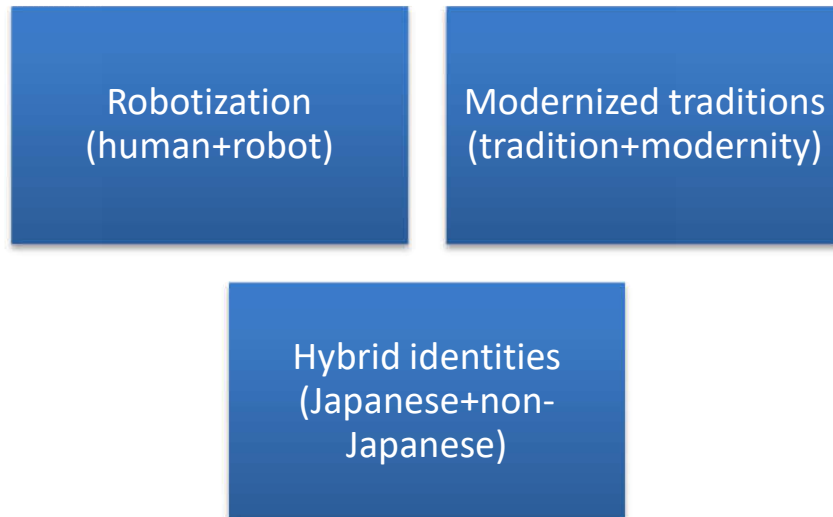 Robotization
(human+robot)
Modernized traditions
(tradition+modernity)
Hybrid identities
(Japanese+non-
Japanese)